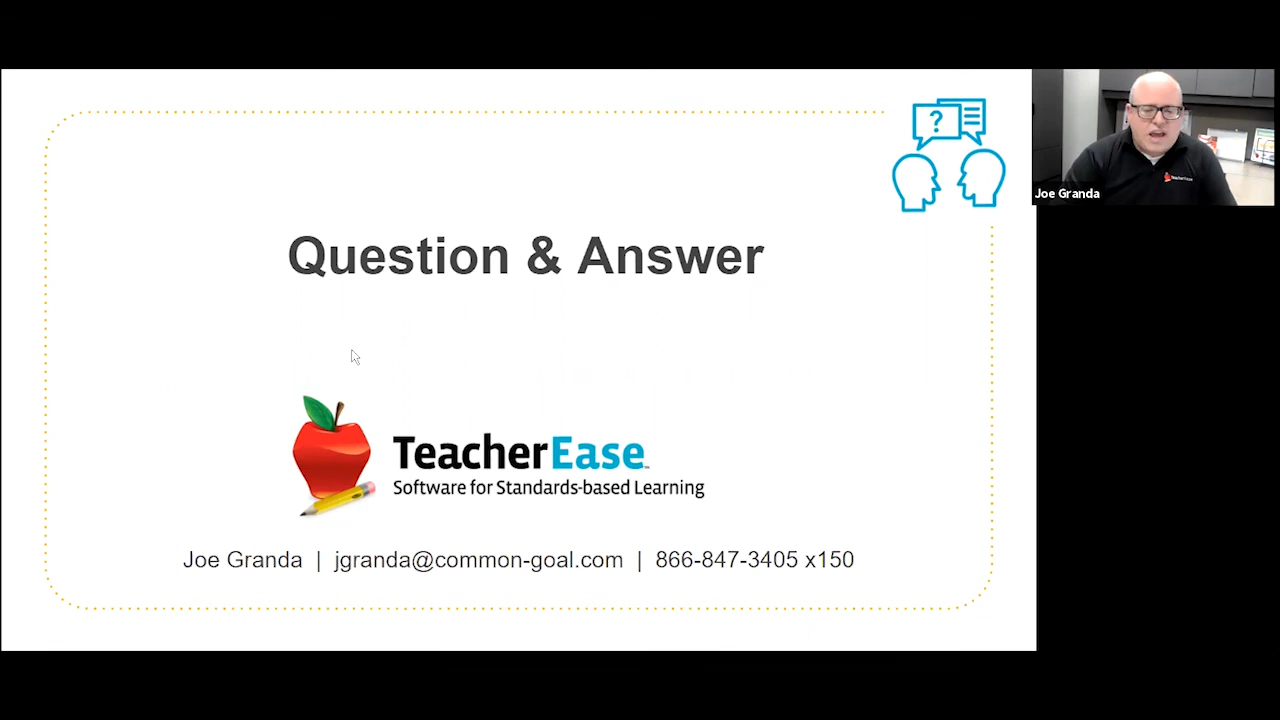 ?
Joe Granda
Question & Answer
TeacherEase
Software for Standards-based Learning
Joe Granda | jgranda@common-goal.com | 866-847-3405 x150
TeacherEase